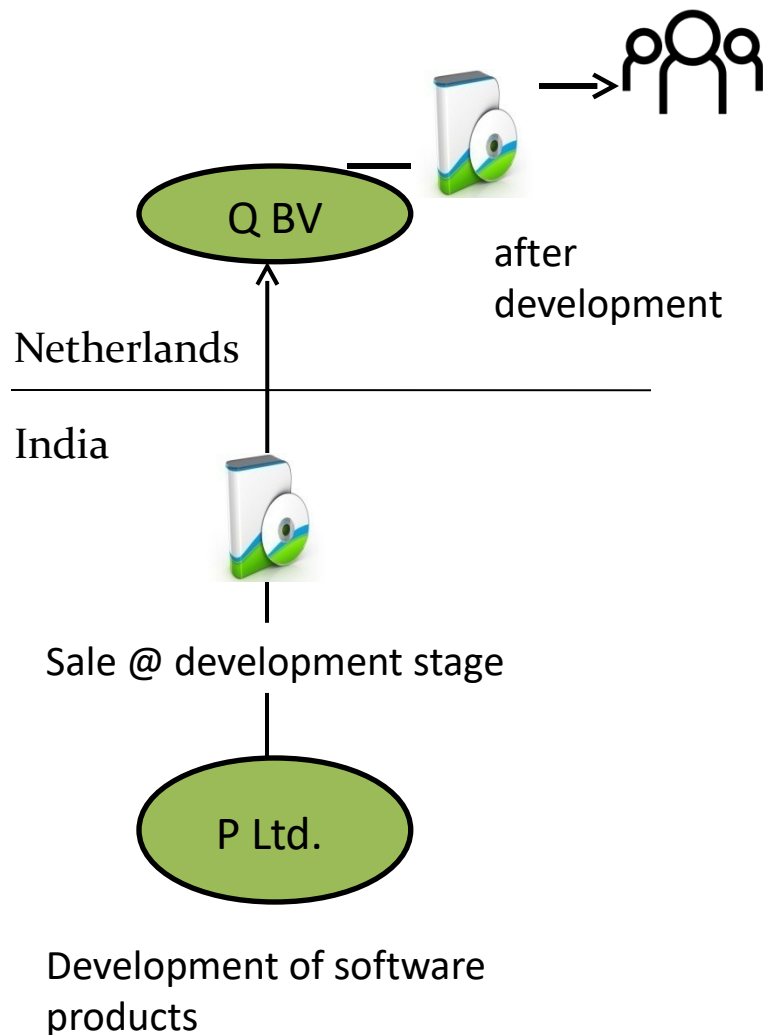 Q BV
after
development
Netherlands
India
Sale @ development stage
P Ltd.
Development of software
products